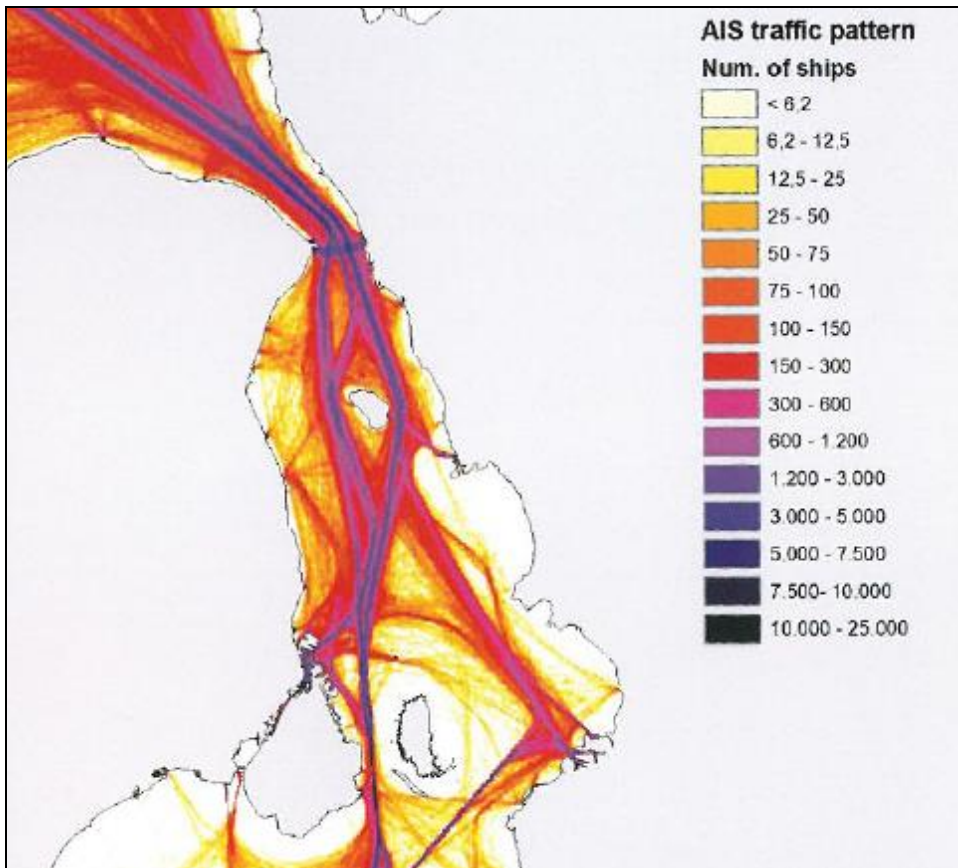 AIS traffic pattern
Num. of ships
< 6,2
6,2 - 12,5
12,5 - 25
25 - 50
50 - 75
75 - 100
100 - 150
150 - 300
300 - 600
600 - 1.200
1.200 - 3.000
3.000 - 5.000
5.000 - 7.500
7.500- 10.000
10.000 - 25.000